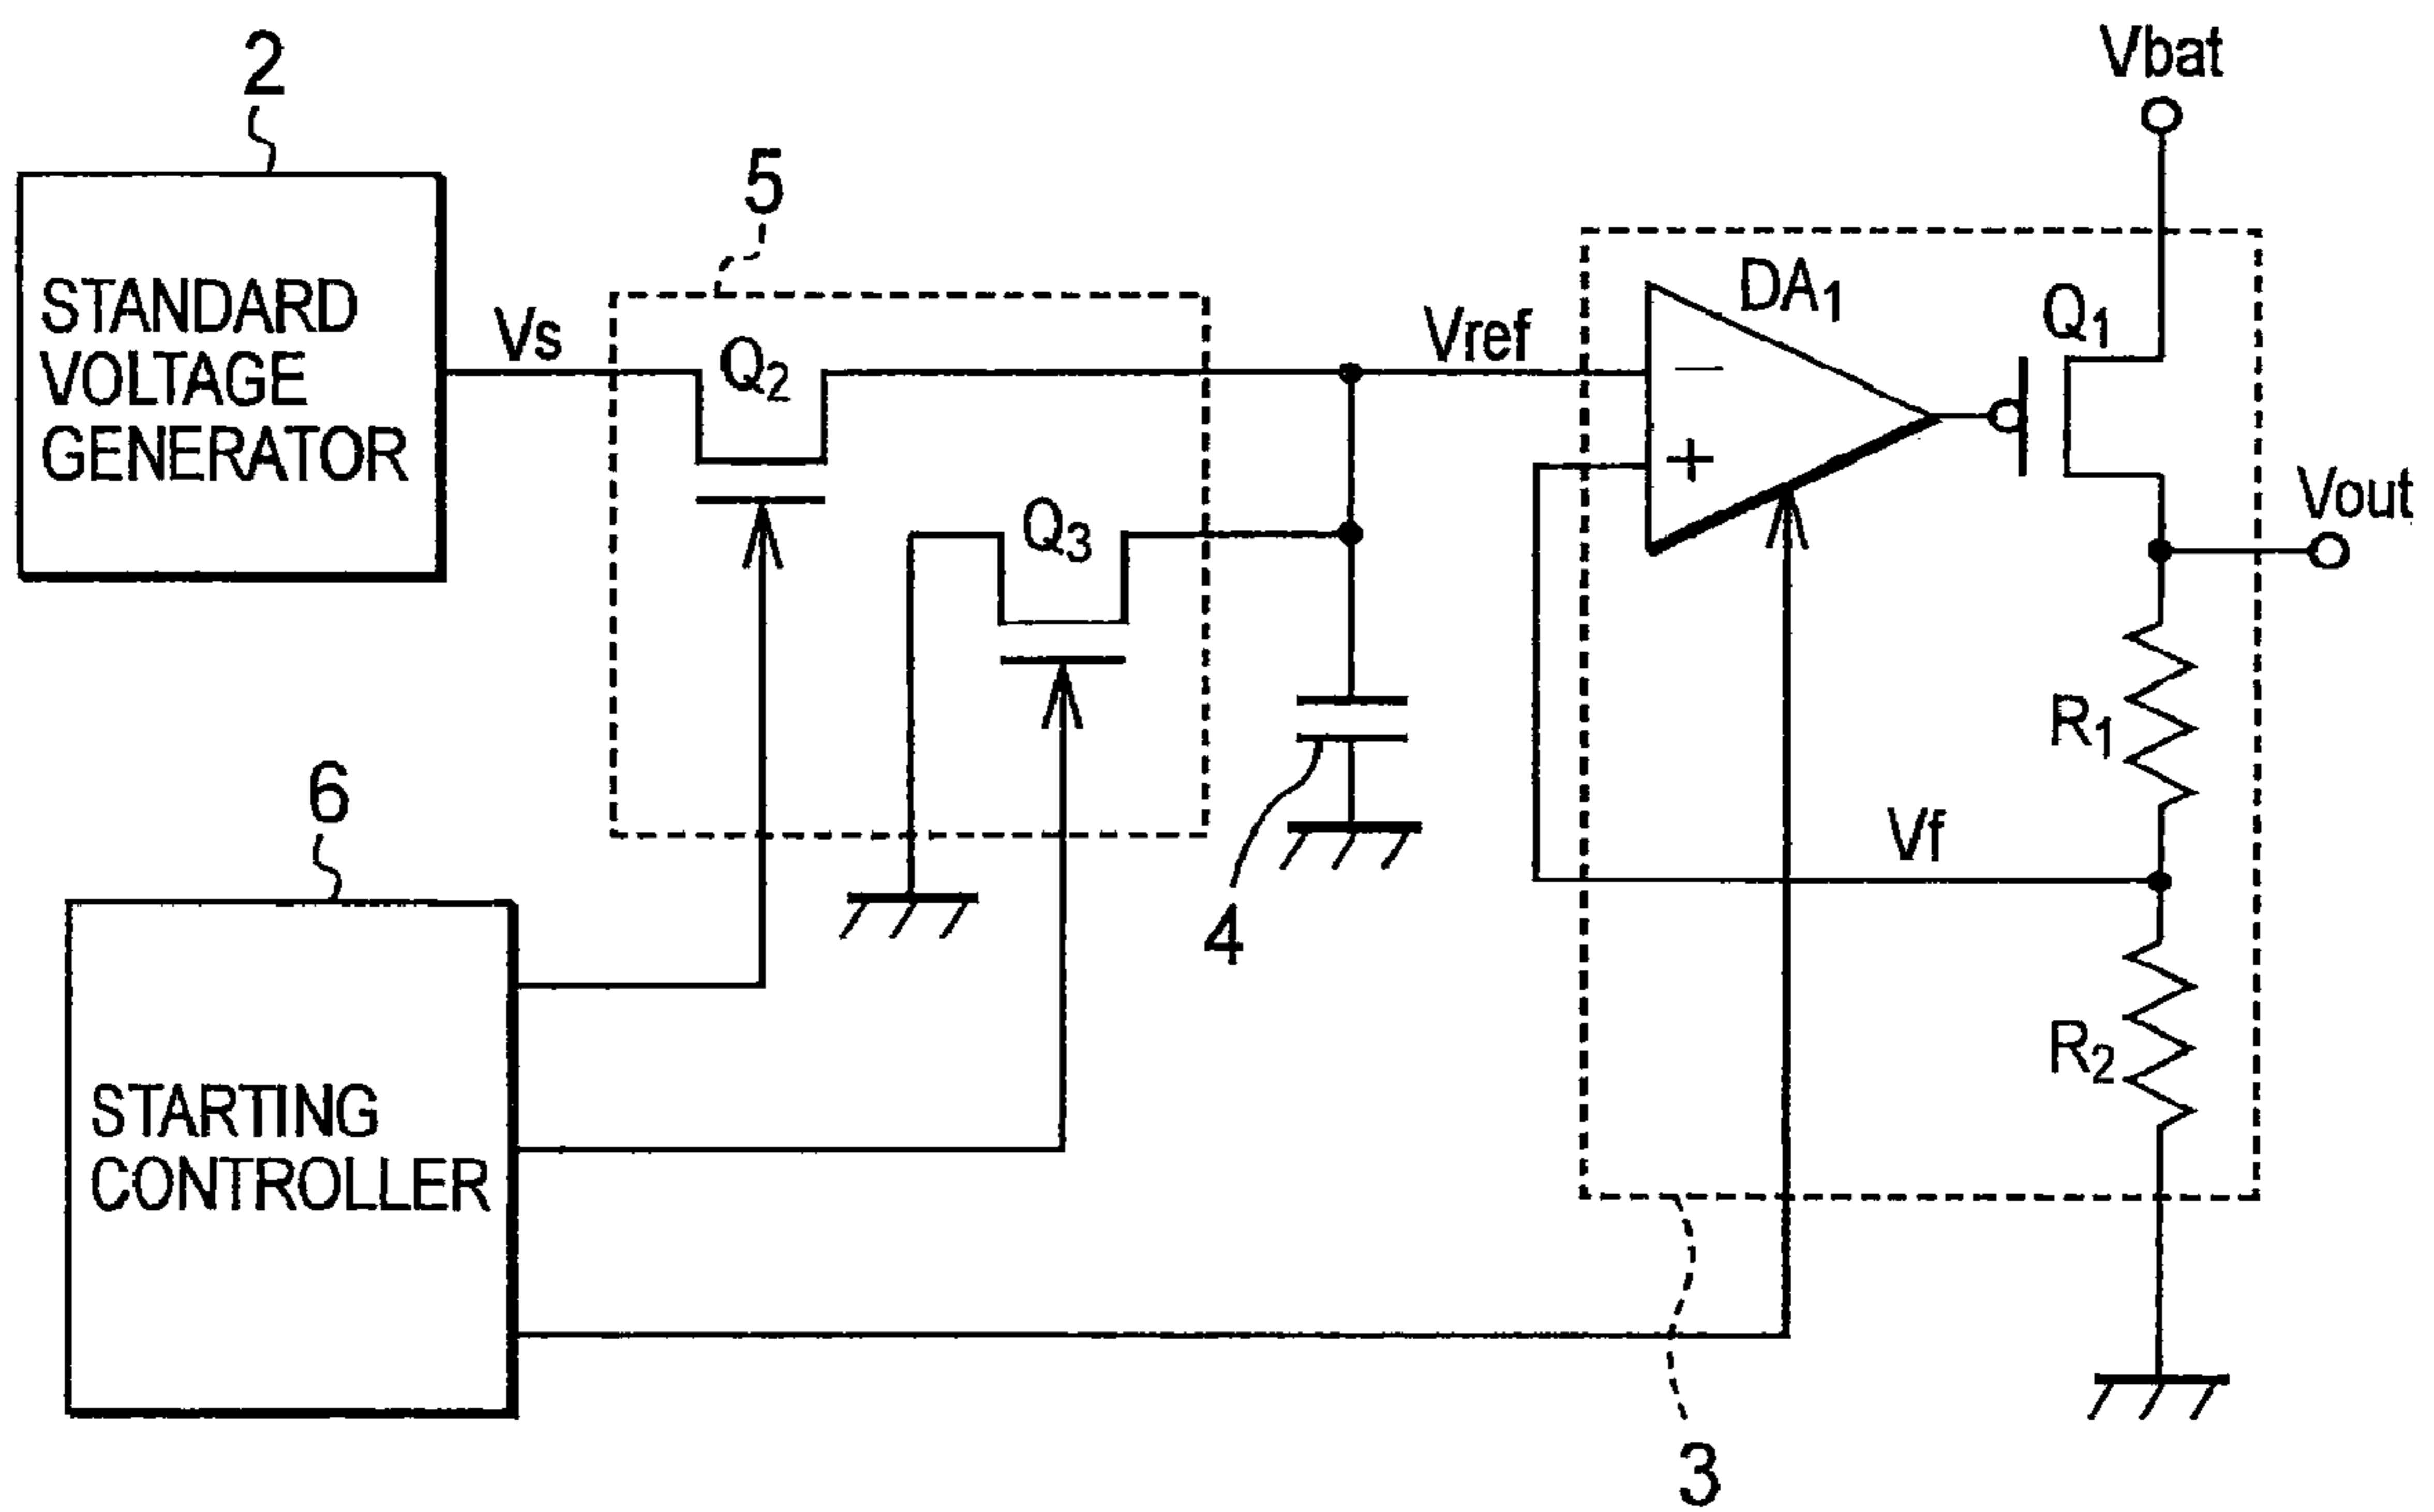 2
Vbat
5
STANDARD
VOLTAGE
GENERATOR
Vs
Q2
Vref
DA1
−
+
Q1
Vout
Q3
R1
6
Vf
4
R2
STARTING
CONTROLLER
3